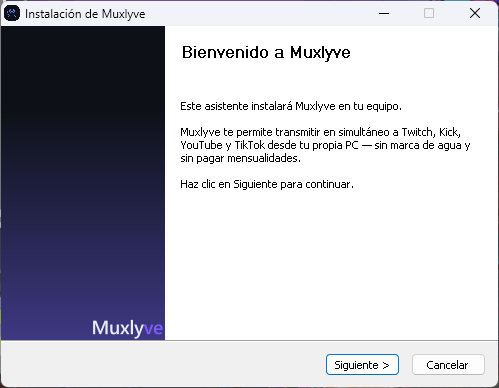 Instalación de Muxlyve
Bienvenido a Muxlyve
Este asistente instalará Muxlyve en tu equipo.
Muxlyve te permite transmitir en simultáneo a Twitch, Kick,
YouTube y TikTok desde tu propia PC — sin marca de agua y
sin pagar mensualidades.
Haz clic en Siguiente para continuar.
Muxlyve
Siguiente >
Cancelar